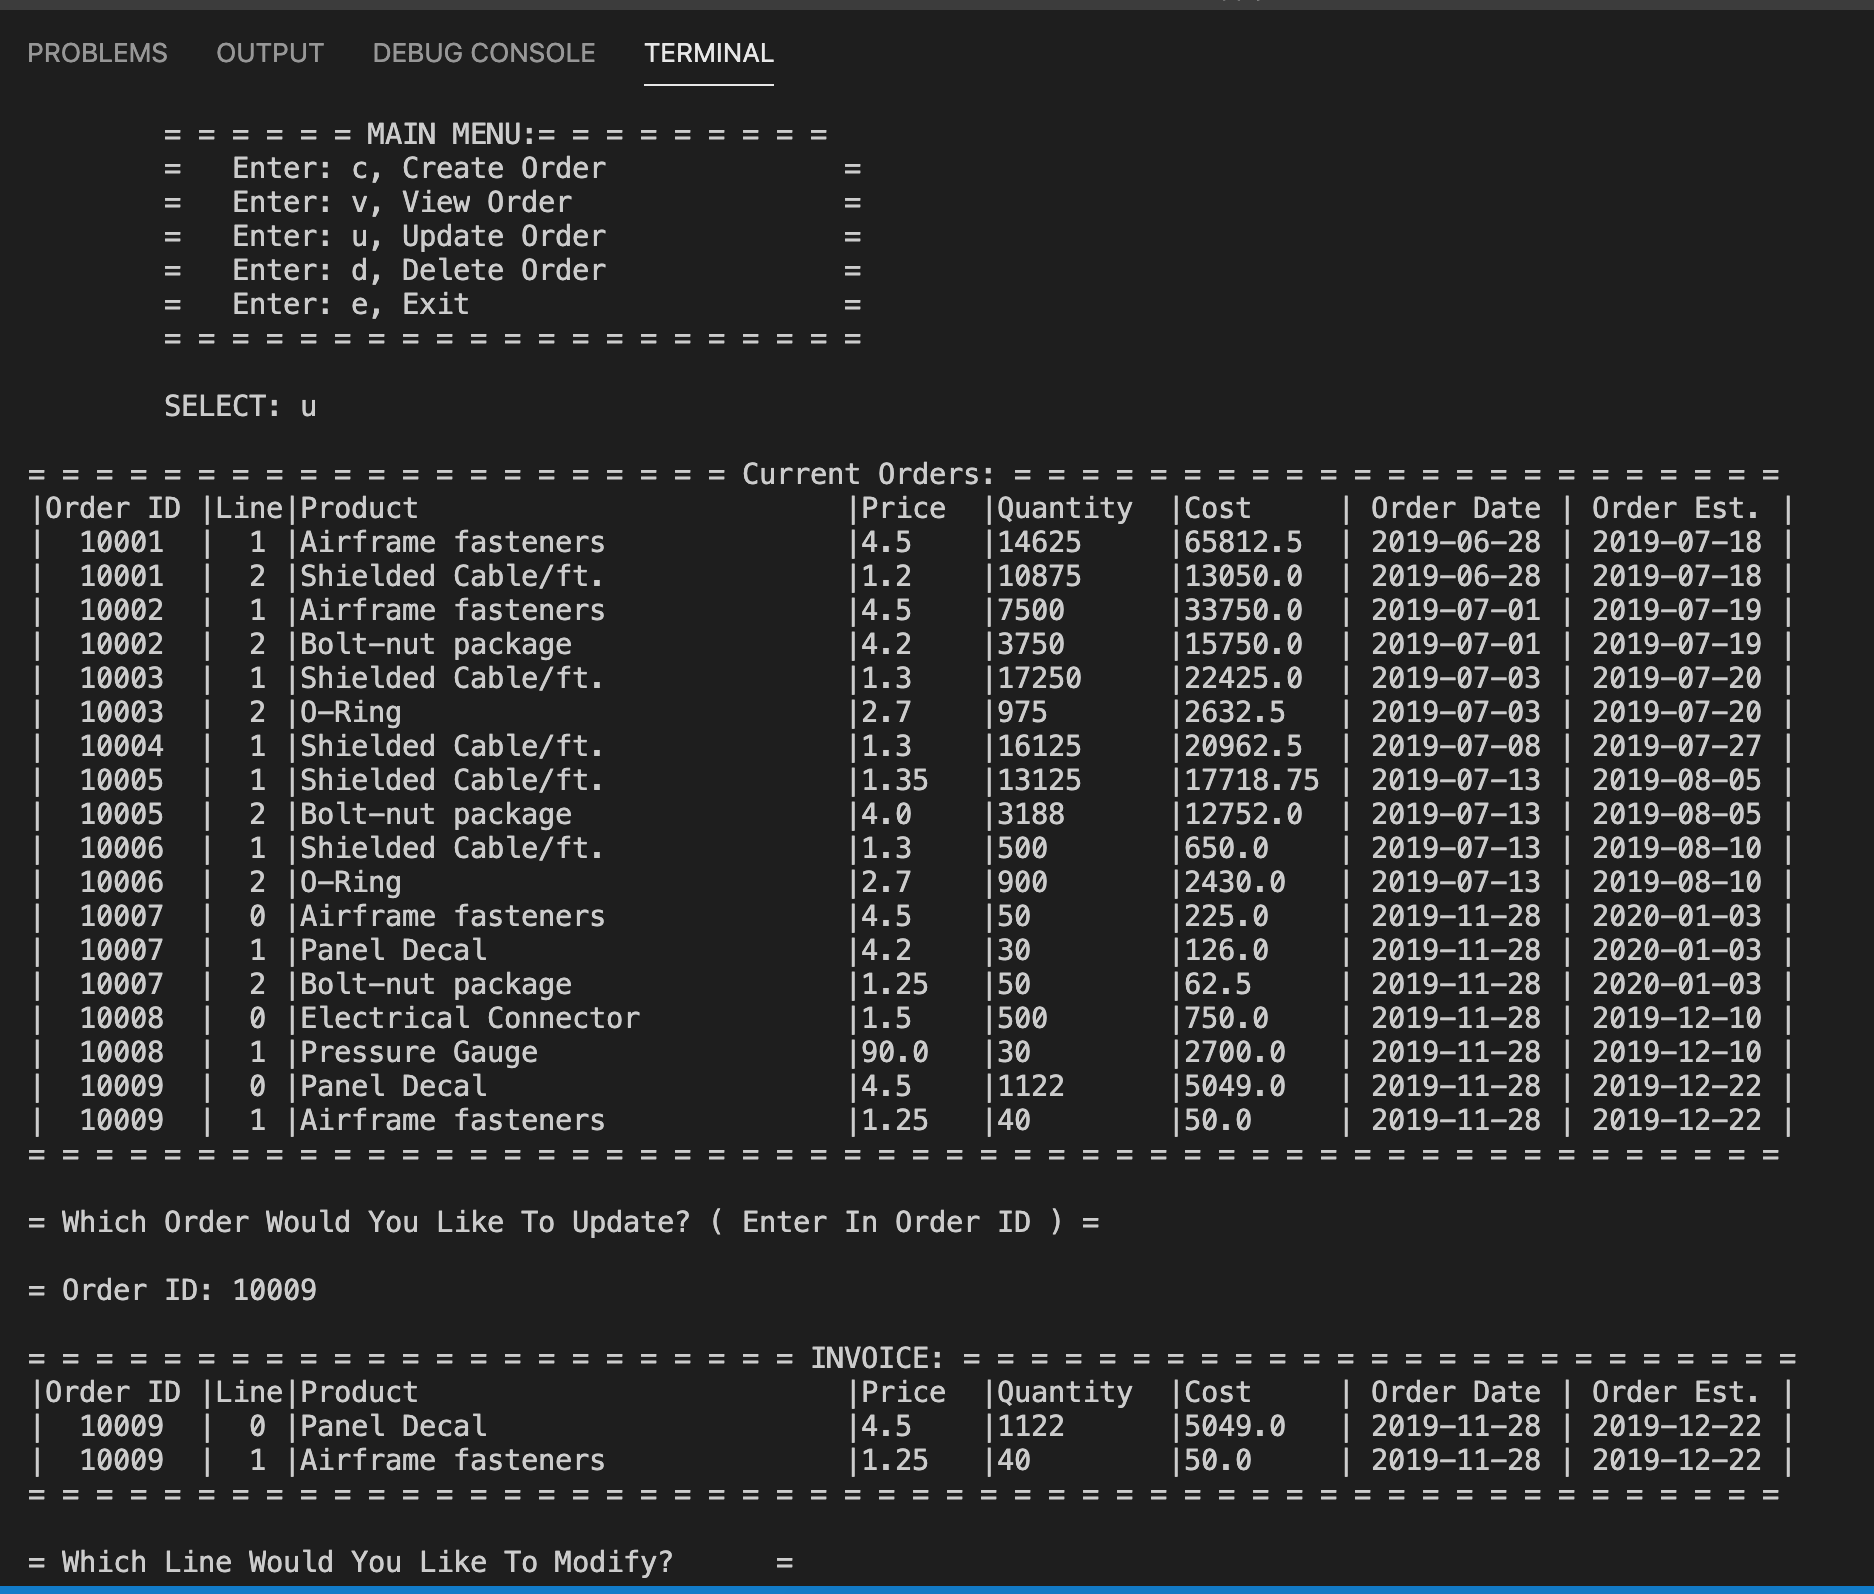 PROBLEMS OUTPUT DEBUG CONSOLE TERMINAL
= = = = = = MAIN MENU:= = = = = = = = =
= Enter: c, Create Order =
= Enter: v, View Order =
= Enter: u, Update Order =
= Enter: d, Delete Order =
= Enter: e, Exit =
= = = = = = = = = = = = = = = = = = = = =
SELECT: u
= = = = = = = = = = = = = = = = = = = = = Current Orders: = = = = = = = = = = = = = = = = = = = = = = =
|Order ID |Line|Product |Price |Quantity |Cost | Order Date | Order Est. |
| 10001 | 1 |Airframe fasteners |4.5 |14625 |65812.5 | 2019-06-28 | 2019-07-18 |
| 10001 | 2 |Shielded Cable/ft. |1.2 |10875 |13050.0 | 2019-06-28 | 2019-07-18 |
| 10002 | 1 |Airframe fasteners |4.5 |7500 |33750.0 | 2019-07-01 | 2019-07-19 |
| 10002 | 2 |Bolt-nut package |4.2 |3750 |15750.0 | 2019-07-01 | 2019-07-19 |
| 10003 | 1 |Shielded Cable/ft. |1.3 |17250 |22425.0 | 2019-07-03 | 2019-07-20 |
| 10003 | 2 |O-Ring |2.7 |975 |2632.5 | 2019-07-03 | 2019-07-20 |
| 10004 | 1 |Shielded Cable/ft. |1.3 |16125 |20962.5 | 2019-07-08 | 2019-07-27 |
| 10005 | 1 |Shielded Cable/ft. |1.35 |13125 |17718.75 | 2019-07-13 | 2019-08-05 |
| 10005 | 2 |Bolt-nut package |4.0 |3188 |12752.0 | 2019-07-13 | 2019-08-05 |
| 10006 | 1 |Shielded Cable/ft. |1.3 |500 |650.0 | 2019-07-13 | 2019-08-10 |
| 10006 | 2 |O-Ring |2.7 |900 |2430.0 | 2019-07-13 | 2019-08-10 |
| 10007 | 0 |Airframe fasteners |4.5 |50 |225.0 | 2019-11-28 | 2020-01-03 |
| 10007 | 1 |Panel Decal |4.2 |30 |126.0 | 2019-11-28 | 2020-01-03 |
| 10007 | 2 |Bolt-nut package |1.25 |50 |62.5 | 2019-11-28 | 2020-01-03 |
| 10008 | 0 |Electrical Connector |1.5 |500 |750.0 | 2019-11-28 | 2019-12-10 |
| 10008 | 1 |Pressure Gauge |90.0 |30 |2700.0 | 2019-11-28 | 2019-12-10 |
| 10009 | 0 |Panel Decal |4.5 |1122 |5049.0 | 2019-11-28 | 2019-12-22 |
| 10009 | 1 |Airframe fasteners |1.25 |40 |50.0 | 2019-11-28 | 2019-12-22 |
= = = = = = = = = = = = = = = = = = = = = = = = = = = = = = = = = = = = = = = = = = = = = = = = = = = =
= Which Order Would You Like To Update? ( Enter In Order ID ) =
= Order ID: 10009
= = = = = = = = = = = = = = = = = = = = = = = INVOICE: = = = = = = = = = = = = = = = = = = = = = = = = =
|Order ID |Line|Product |Price |Quantity |Cost | Order Date | Order Est. |
| 10009 | 0 |Panel Decal |4.5 |1122 |5049.0 | 2019-11-28 | 2019-12-22 |
| 10009 | 1 |Airframe fasteners |1.25 |40 |50.0 | 2019-11-28 | 2019-12-22 |
= = = = = = = = = = = = = = = = = = = = = = = = = = = = = = = = = = = = = = = = = = = = = = = = = = = =
= Which Line Would You Like To Modify? =